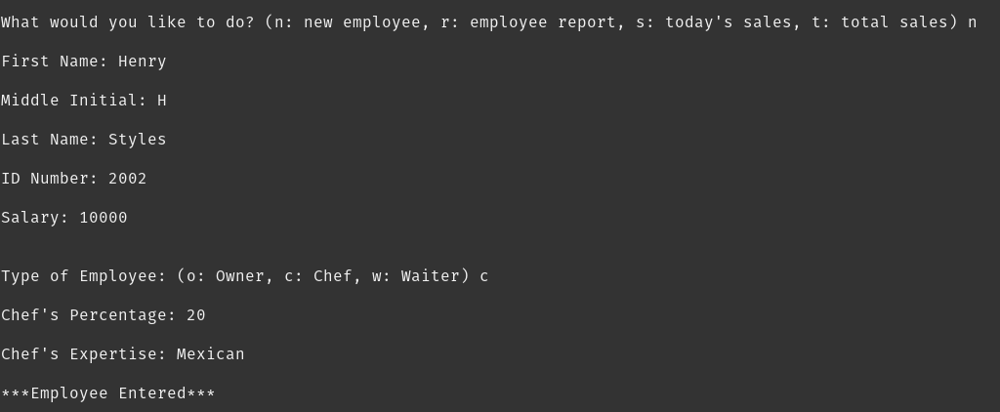 What would you like to do? (n: new employee, r: employee report, s: today's sales, t: total sales) n
First Name: Henry
Middle Initial: H
Last Name: Styles
ID Number: 2002
Salary: 10000
Type of Employee: (o: Owner, c: Chef, w: Waiter) c
Chef's Percentage: 20
Chef's Expertise: Mexican
***Employee Entered***